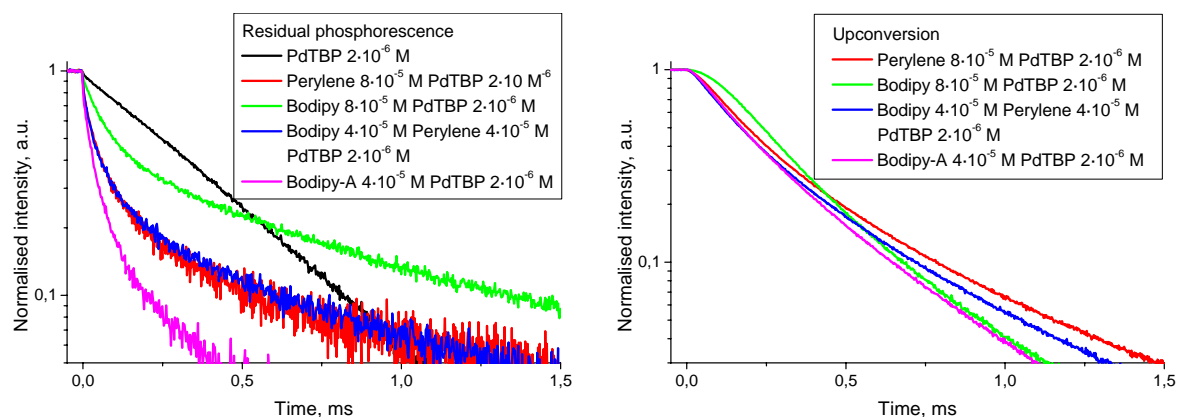 Residual phosphorescence
PdTBP 2·10⁻⁶ M
Perylene 8·10⁻⁵ M PdTBP 2·10 M⁻⁶
Bodipy 8·10⁻⁵ M PdTBP 2·10⁻⁶ M
Bodipy 4·10⁻⁵ M Perylene 4·10⁻⁵ M
PdTBP 2·10⁻⁶ M
Bodipy-A 4·10⁻⁵ M PdTBP 2·10⁻⁶ M
Normalised intensity, a.u.
1
0,1
0,0
0,5
1,0
1,5
Time, ms
Upconversion
Perylene 8·10⁻⁵ M PdTBP 2·10⁻⁶ M
Bodipy 8·10⁻⁵ M PdTBP 2·10⁻⁶ M
Bodipy 4·10⁻⁵ M Perylene 4·10⁻⁵ M
PdTBP 2·10⁻⁶ M
Bodipy-A 4·10⁻⁵ M PdTBP 2·10⁻⁶ M
Normalised intensity, a.u.
1
0,1
0,0
0,5
1,0
1,5
Time, ms